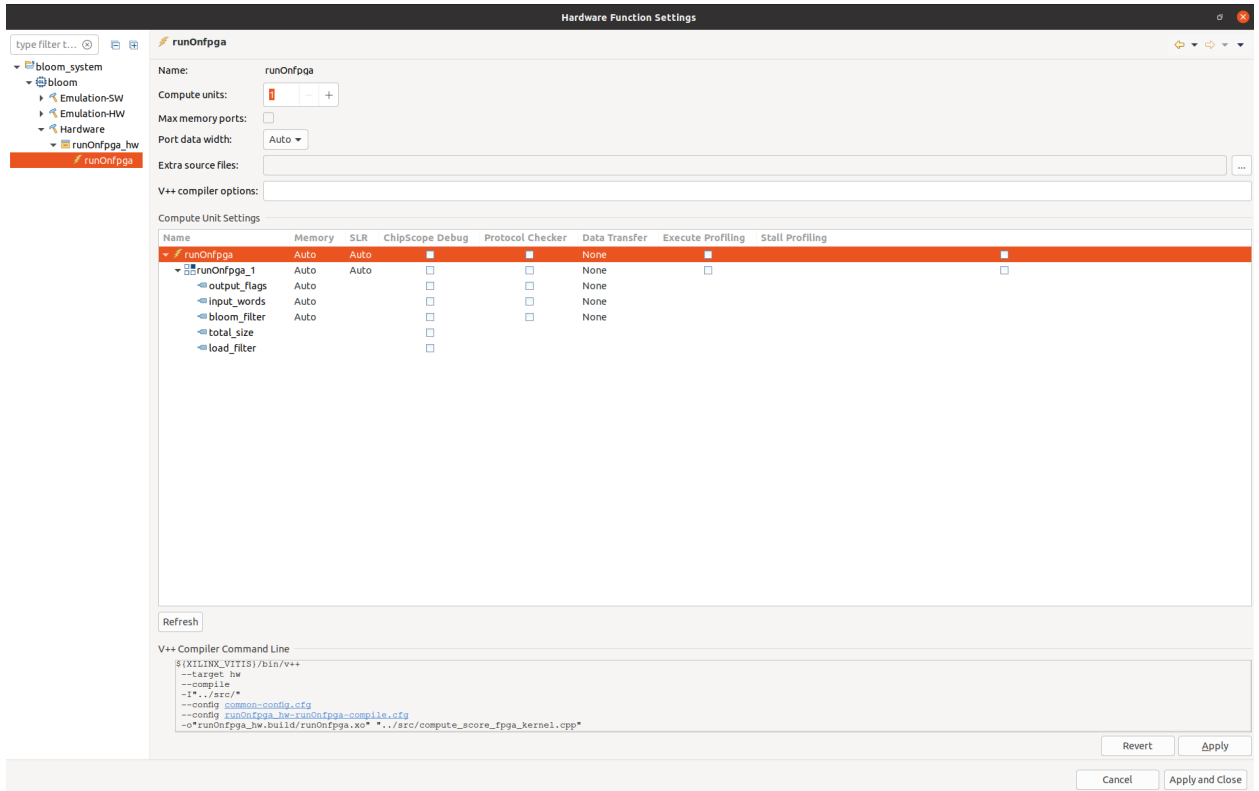 Hardware Function Settings
type filter t...
runOnfpga
bloom_system
bloom
Emulation-SW
Emulation-HW
Hardware
runOnfpga_hw
runOnfpga
Name: runOnfpga
Compute units: 1
Max memory ports:
Port data width: Auto
Extra source files: ...
V++ compiler options:
Compute Unit Settings
Name Memory SLR ChipScope Debug Protocol Checker Data Transfer Execute Profiling Stall Profiling
runOnfpga Auto Auto None
runOnfpga_1 Auto Auto None
output_flags Auto None
input_words Auto None
bloom_filter Auto None
total_size
load_filter
Refresh
V++ Compiler Command Line
${XILINX_VITIS}/bin/v++
--target hw
--compile
-I"../src/"
--config common-config.cfg
--config runOnfpga_hw-runOnfpga-compile.cfg
-o"runOnfpga_hw.build/runOnfpga.xo" "../src/compute_score_fpga_kernel.cpp"
Revert Apply
Cancel Apply and Close